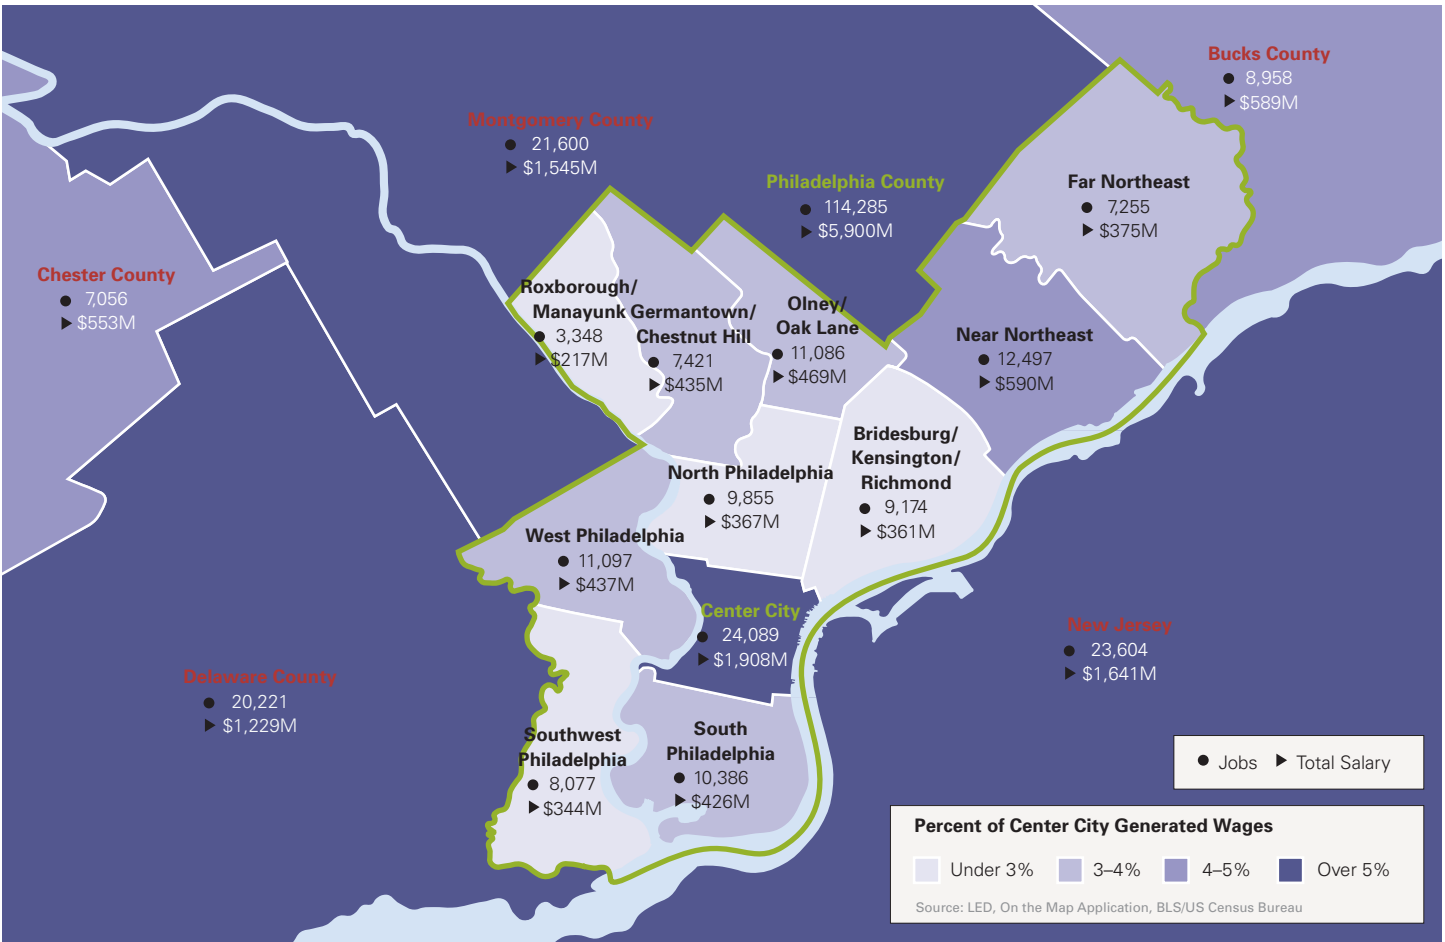 Bucks County
8,958
$589M
Montgomery County
21,600
$1,545M
Philadelphia County
114,285
$5,900M
Far Northeast
7,255
$375M
Chester County
7,056
$553M
Roxborough/
Manayunk
3,348
$217M
Germantown/
Chestnut Hill
7,421
$435M
Olney/
Oak Lane
11,086
$469M
Near Northeast
12,497
$590M
Bridesburg/
Kensington/
Richmond
9,174
$361M
North Philadelphia
9,855
$367M
West Philadelphia
11,097
$437M
Center City
24,089
$1,908M
New Jersey
23,604
$1,641M
Delaware County
20,221
$1,229M
Southwest
Philadelphia
8,077
$344M
South
Philadelphia
10,386
$426M
Jobs Total Salary
Percent of Center City Generated Wages
Under 3% 3–4% 4–5% Over 5%
Source: LED, On the Map Application, BLS/US Census Bureau